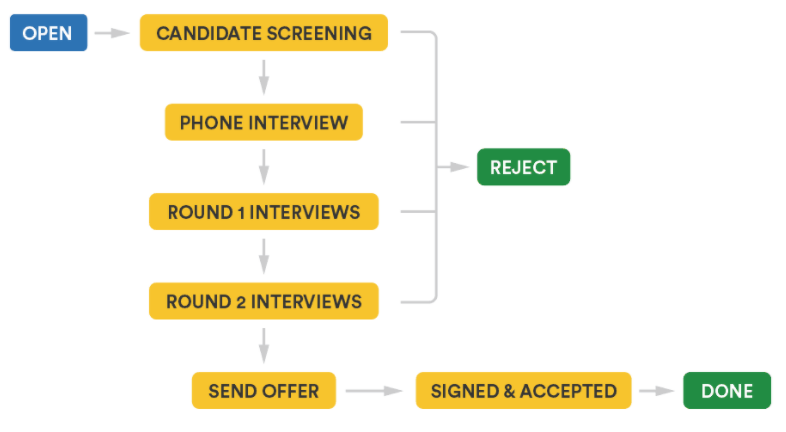 OPEN
CANDIDATE SCREENING
PHONE INTERVIEW
REJECT
ROUND 1 INTERVIEWS
ROUND 2 INTERVIEWS
SEND OFFER
SIGNED & ACCEPTED
DONE